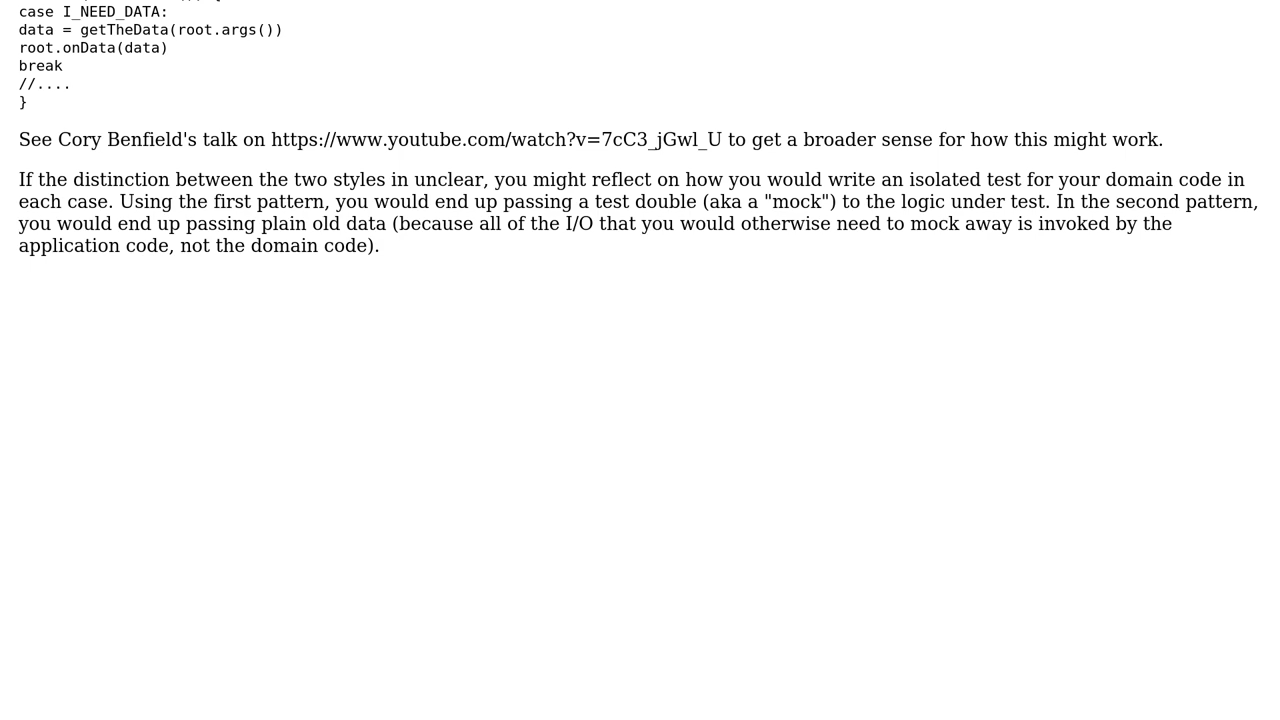 case I_NEED_DATA:
data = getTheData(root.args())
root.onData(data)
break
//....
}
See Cory Benfield's talk on https://www.youtube.com/watch?v=7cC3_jGwl_U to get a broader sense for how this might work.
If the distinction between the two styles in unclear, you might reflect on how you would write an isolated test for your domain code in
each case. Using the first pattern, you would end up passing a test double (aka a "mock") to the logic under test. In the second pattern,
you would end up passing plain old data (because all of the I/O that you would otherwise need to mock away is invoked by the
application code, not the domain code).